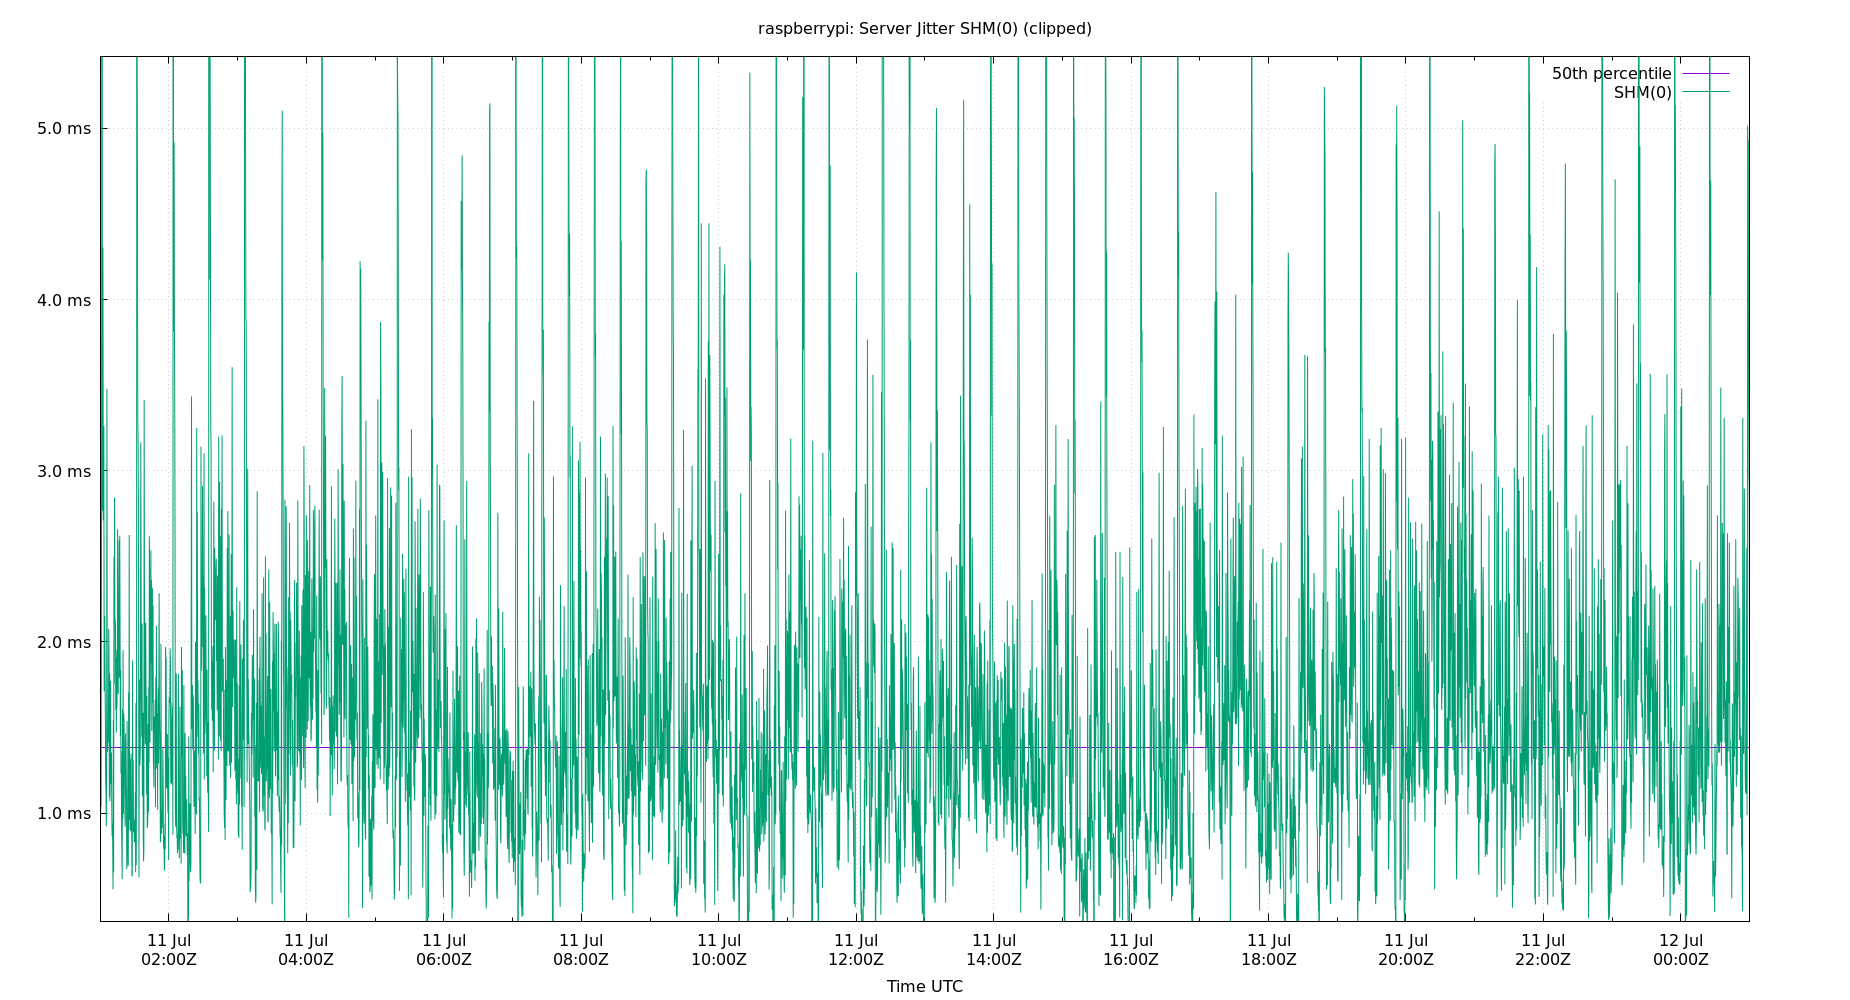 raspberrypi: Server Jitter SHM(0) (clipped)
50th percentile
SHM(0)
5.0 ms
4.0 ms
3.0 ms
2.0 ms
1.0 ms
11 Jul 11 Jul 11 Jul 11 Jul 11 Jul 11 Jul 11 Jul 11 Jul 11 Jul 11 Jul 11 Jul 12 Jul
02:00Z 04:00Z 06:00Z 08:00Z 10:00Z 12:00Z 14:00Z 16:00Z 18:00Z 20:00Z 22:00Z 00:00Z
Time UTC